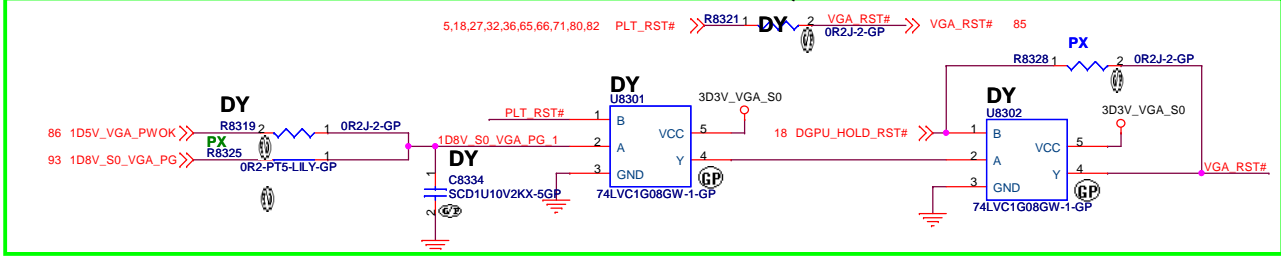 5,18,27,32,36,65,66,71,80,82 PLT_RST# R8321 1 DY 2 VGA_RST# VGA_RST# 85
0R2J-2-GP
PX
R8328 1 2 0R2J-2-GP
DY
U8301
DY
U8302
3D3V_VGA_S0
3D3V_VGA_S0
DY
R8319 2 1 0R2J-2-GP
86 1D5V_VGA_PWOK
PX
R8325 1
93 1D8V_S0_VGA_PG
0R2-PT5-LILY-GP
1D8V_S0_VGA_PG_1
DY
C8334
SCD1U10V2KX-5GP
1
2
PLT_RST# 1 B
VCC 5
2 A
Y 4
3 GND
GP
74LVC1G08GW-1-GP
18 DGPU_HOLD_RST# 1 B
VCC 5
2 A
Y 4 VGA_RST#
3 GND
GP
74LVC1G08GW-1-GP